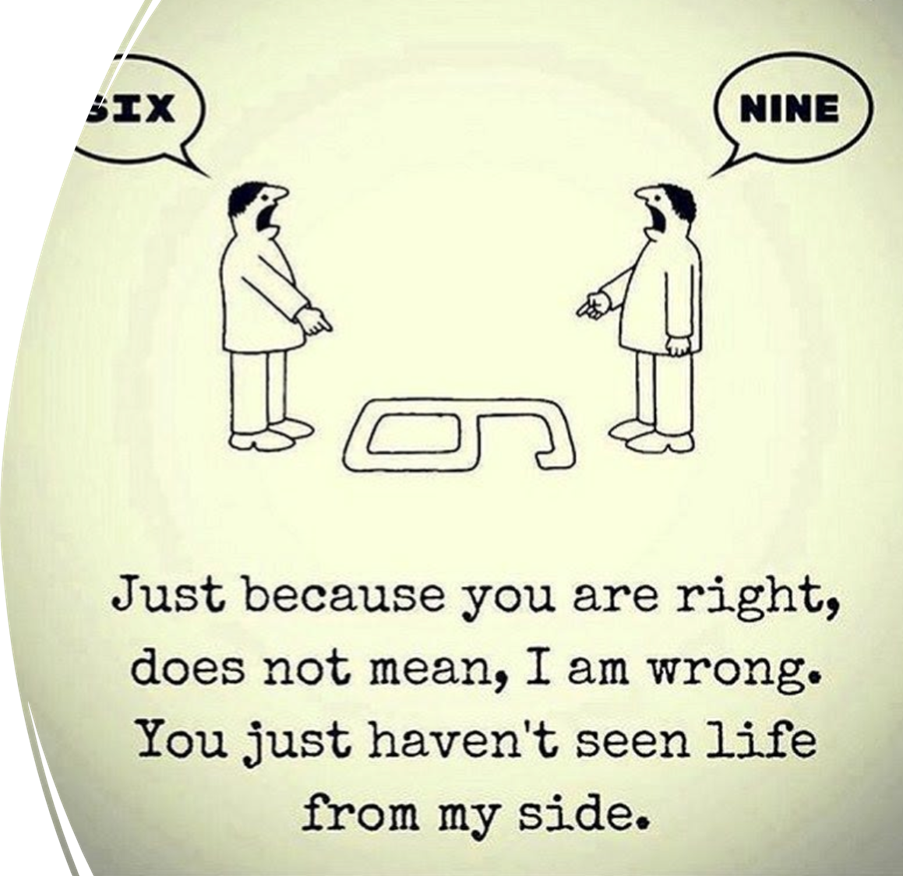 SIX
NINE
Just because you are right,
does not mean, I am wrong.
You just haven't seen life
from my side.